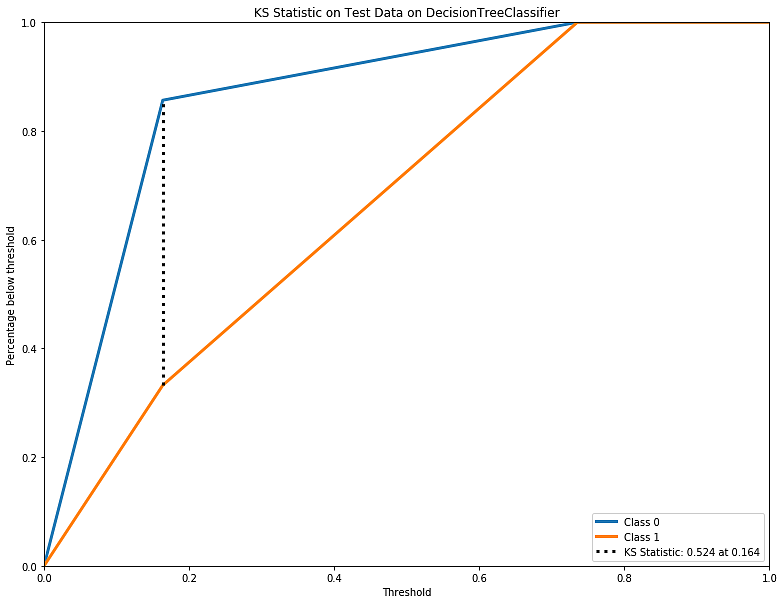 KS Statistic on Test Data on DecisionTreeClassifier
1.0
0.8
0.6
0.4
0.2
0.0
Percentage below threshold
0.0 0.2 0.4 0.6 0.8 1.0
Threshold
Class 0
Class 1
KS Statistic: 0.524 at 0.164